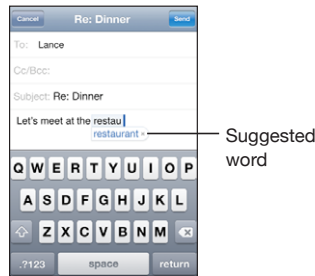 Cancel Re: Dinner Send
To: Lance
Cc/Bcc:
Subject: Re: Dinner
Let's meet at the restau
restaurant ×
Suggested
word
Q W E R T Y U I O P
A S D F G H J K L
Z X C V B N M
.?123 space return